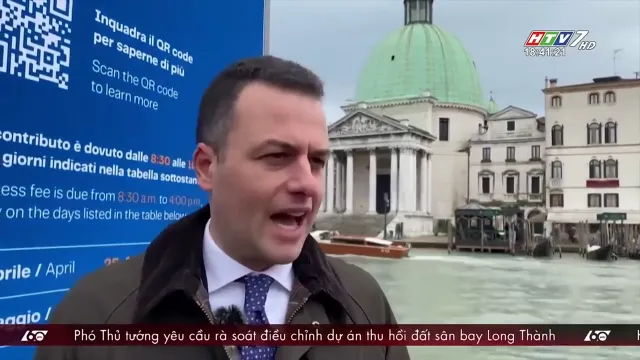 Inquadra il QR code
per saperne di più
Scan the QR code
to learn more
HTV7 HD
18:41:21
contributo è dovuto dalle 8:30 alle
giorni indicati nella tabella
ess fee is due from 8:30 a.m. to 4:00 p.m.
on the days listed in the table below
prile / April
aggio /
60 Phó Thủ tướng yêu cầu rà soát điều chỉnh dự án thu hồi đất sân bay Long Thành 60